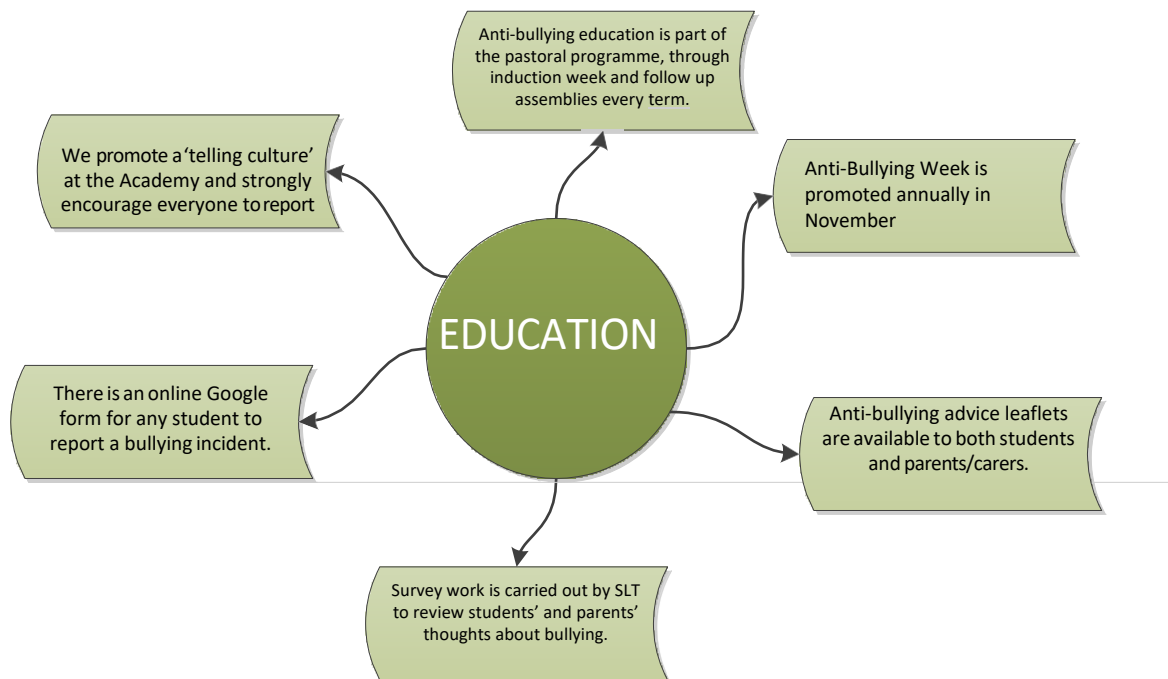 Anti-bullying education is part of
the pastoral programme, through
induction week and follow up
assemblies every term.
We promote a ‘telling culture’
at the Academy and strongly
encourage everyone to report
Anti-Bullying Week is
promoted annually in
November
EDUCATION
There is an online Google
form for any student to
report a bullying incident.
Anti-bullying advice leaflets
are available to both students
and parents/carers.
Survey work is carried out by SLT
to review students’ and parents’
thoughts about bullying.